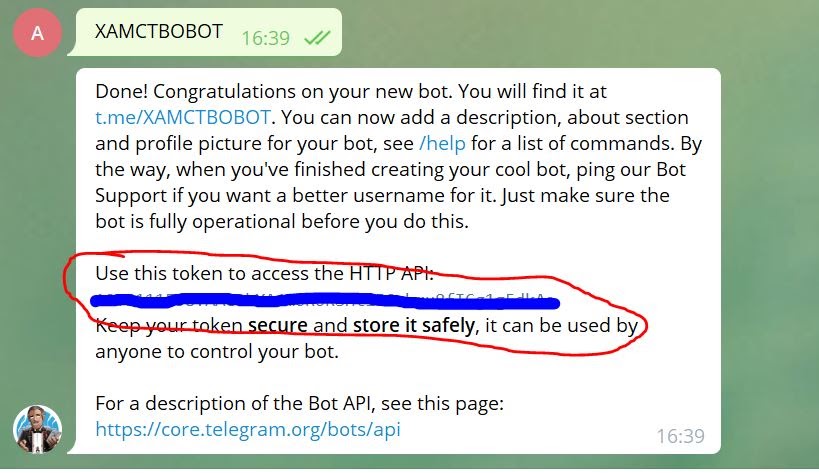 A
XAMCTBOBOT
16:39
Done! Congratulations on your new bot. You will find it at
t.me/XAMCTBOBOT. You can now add a description, about section
and profile picture for your bot, see /help for a list of commands. By
the way, when you've finished creating your cool bot, ping our Bot
Support if you want a better username for it. Just make sure the
bot is fully operational before you do this.
Use this token to access the HTTP API:
Keep your token secure and store it safely, it can be used by
anyone to control your bot.
For a description of the Bot API, see this page:
https://core.telegram.org/bots/api
16:39